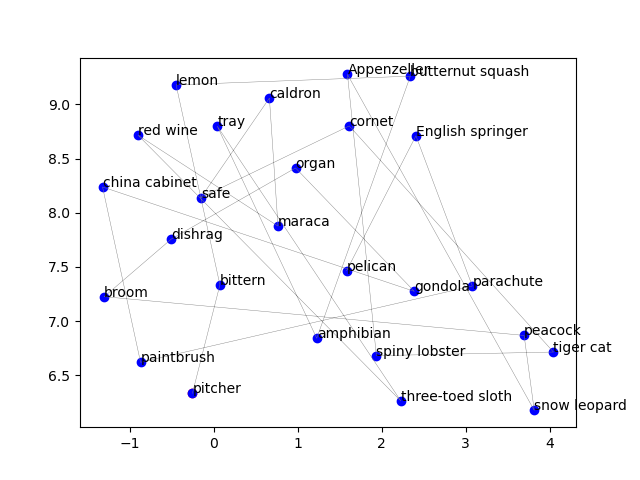 Appenzeller
butternut squash
lemon
caldron
9.0
tray
cornet
red wine
English springer
8.5
organ
china cabinet
safe
8.0
maraca
dishrag
7.5
pelican
bittern
gondola
parachute
broom
7.0
amphibian
peacock
spiny lobster
tiger cat
paintbrush
6.5
pitcher
three-toed sloth
snow leopard
−1
0
1
2
3
4